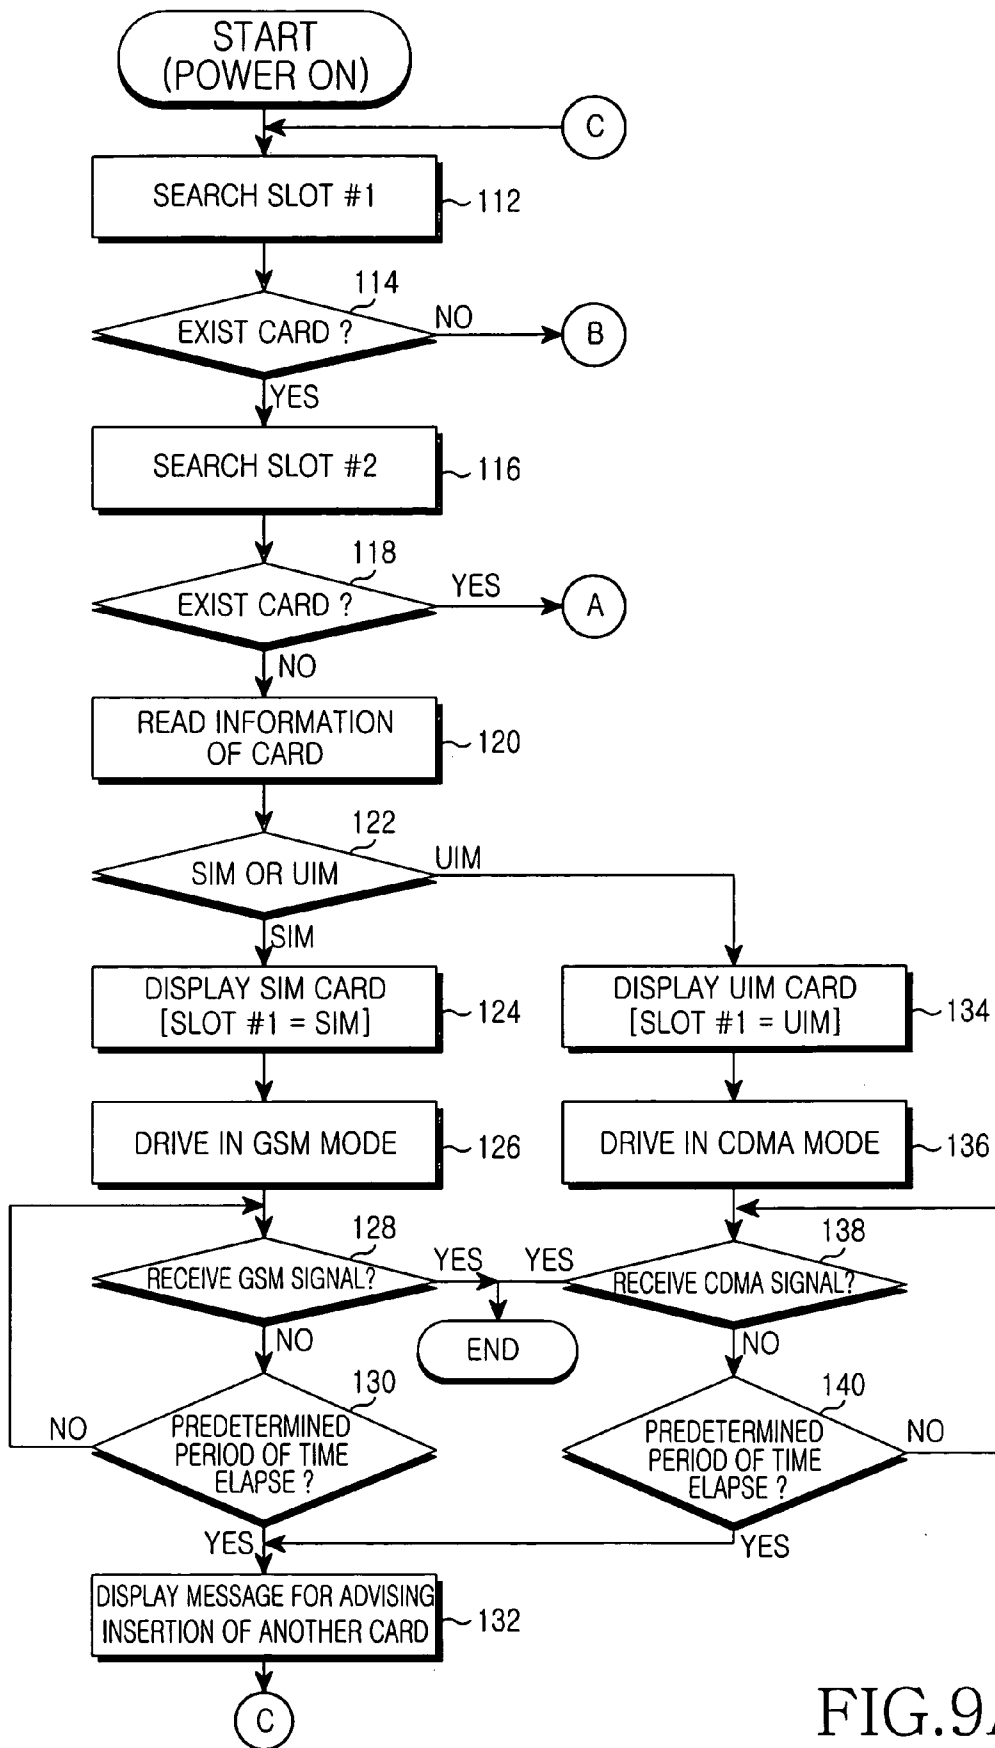 START
(POWER ON)
C
SEARCH SLOT #1
112
114
EXIST CARD ?
NO
B
YES
SEARCH SLOT #2
116
118
EXIST CARD ?
YES
A
NO
READ INFORMATION
OF CARD
120
122
SIM OR UIM
UIM
SIM
DISPLAY SIM CARD
[SLOT #1 = SIM]
124
DISPLAY UIM CARD
[SLOT #1 = UIM]
134
DRIVE IN GSM MODE
126
DRIVE IN CDMA MODE
136
128
RECEIVE GSM SIGNAL?
YES
YES
138
RECEIVE CDMA SIGNAL?
END
NO
NO
130
PREDETERMINED
PERIOD OF TIME
ELAPSE ?
NO
140
PREDETERMINED
PERIOD OF TIME
ELAPSE ?
NO
YES
YES
DISPLAY MESSAGE FOR ADVISING
INSERTION OF ANOTHER CARD
132
C
FIG.9A